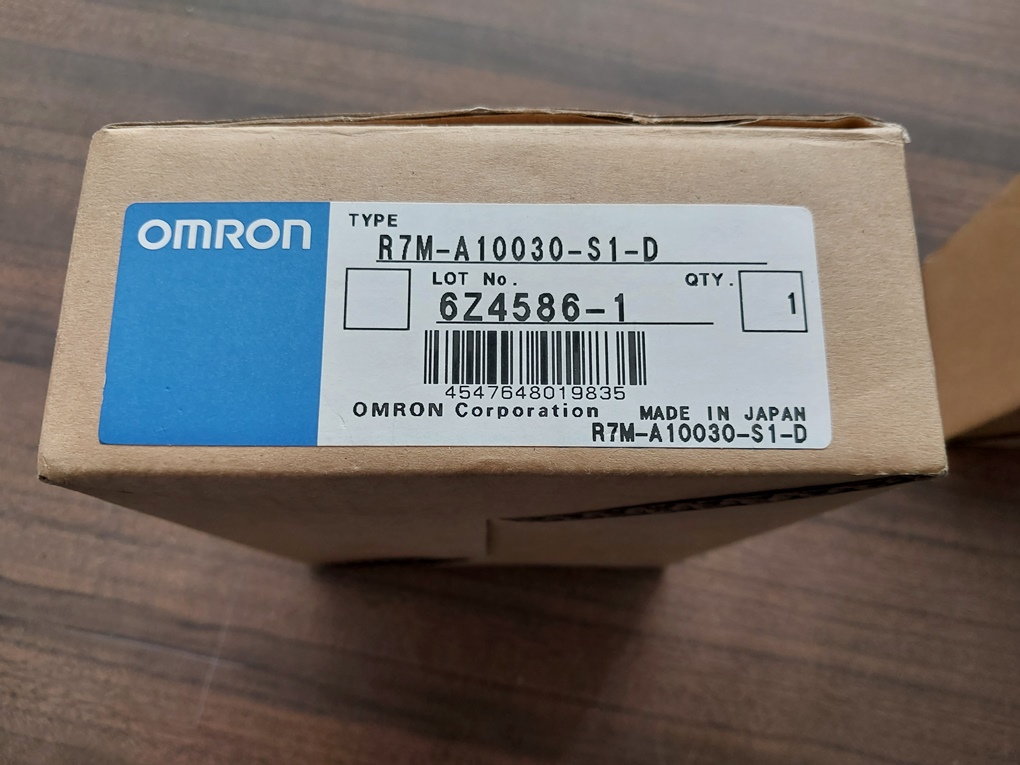 OMRON
TYPE
R7M-A10030-S1-D
LOT No. QTY.
6Z4586-1 1
4547648019835
OMRON Corporation MADE IN JAPAN
R7M-A10030-S1-D